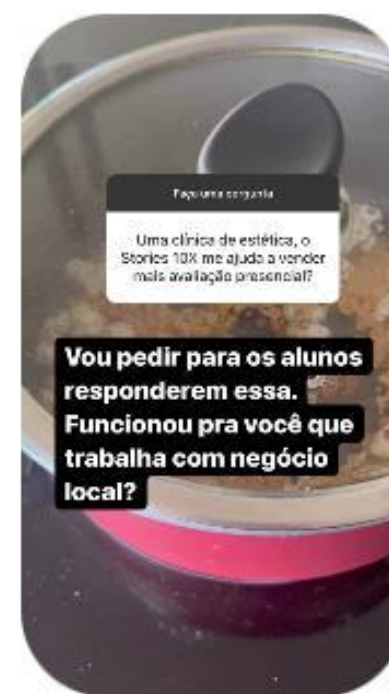 Faça uma pergunta
Uma clínica de estética, o
Stories 10X me ajuda a vender
mais avaliação presencial?
Vou pedir para os alunos
responderem essa.
Funcionou pra você que
trabalha com negócio
local?